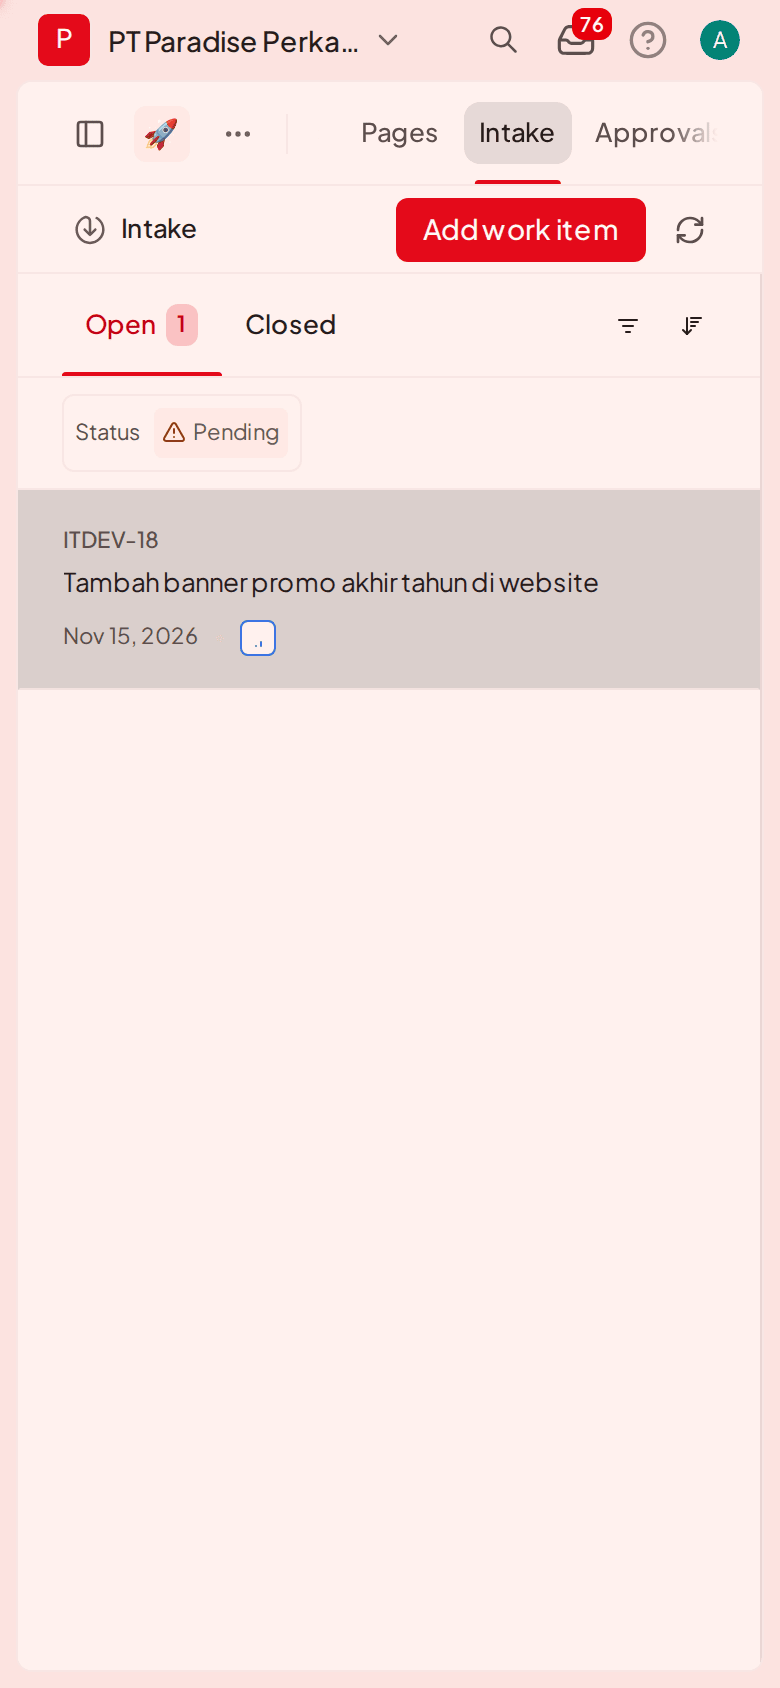 P PT Paradise Perka... 76 A
Pages Intake Approvals
Intake Add work item
Open 1 Closed
Status Pending
ITDEV-18
Tambah banner promo akhir tahun di website
Nov 15, 2026